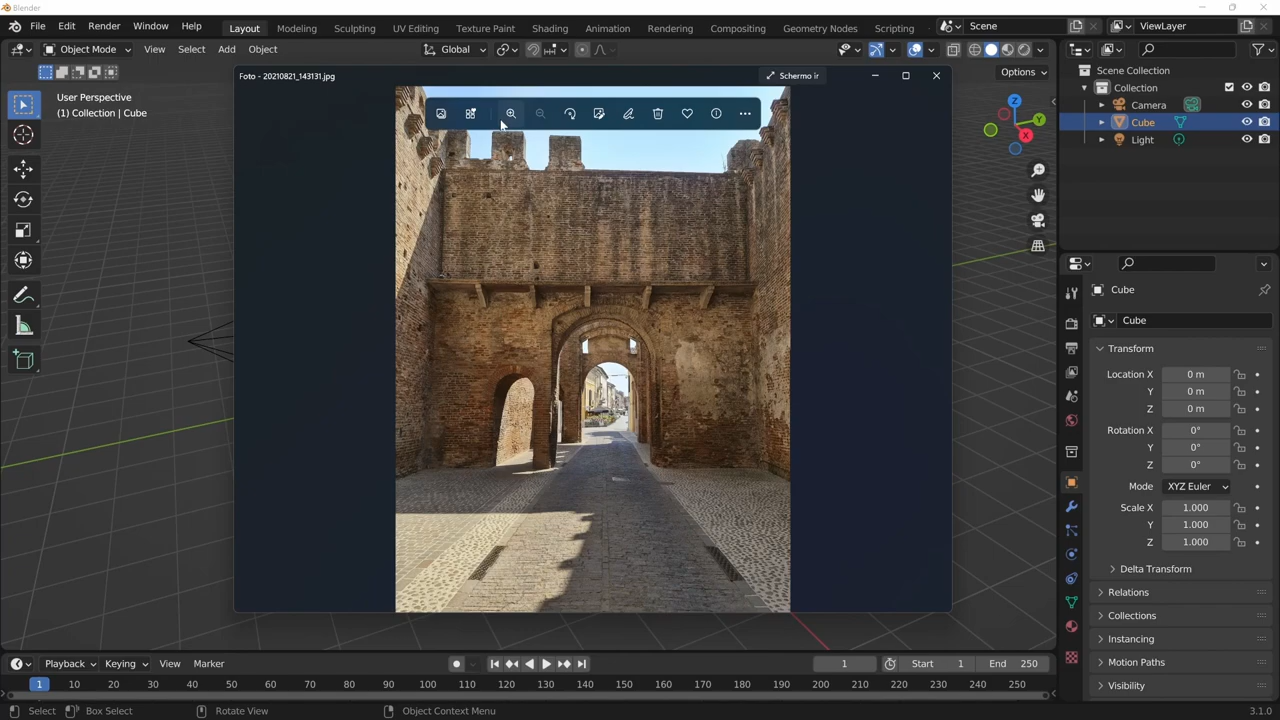 Blender
File Edit Render Window Help Layout Modeling Sculpting UV Editing Texture Paint Shading Animation Rendering Compositing Geometry Nodes Scripting Scene ViewLayer
Object Mode View Select Add Object Global
Options
User Perspective
(1) Collection | Cube
Foto - 20210821_143131.jpg Schermo ir
Z
Y
X
Scene Collection
Collection
Camera
Cube
Light
Cube
Cube
Transform
Location X 0 m
Y 0 m
Z 0 m
Rotation X 0°
Y 0°
Z 0°
Mode XYZ Euler
Scale X 1.000
Y 1.000
Z 1.000
Delta Transform
Relations
Collections
Instancing
Motion Paths
Visibility
Playback Keying View Marker 1 Start 1 End 250
1 10 20 30 40 50 60 70 80 90 100 110 120 130 140 150 160 170 180 190 200 210 220 230 240 250
Select Box Select Rotate View Object Context Menu 3.1.0